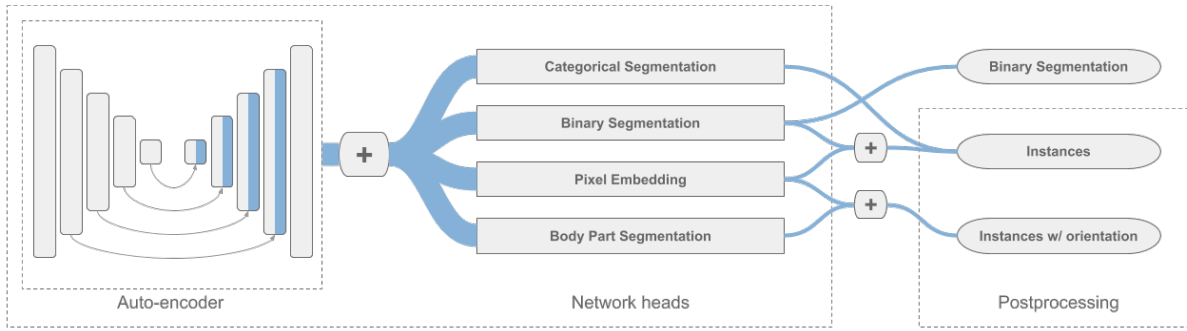 Categorical Segmentation
Binary Segmentation
Pixel Embedding
Body Part Segmentation
+
+
+
Binary Segmentation
Instances
Instances w/ orientation
Auto-encoder
Network heads
Postprocessing